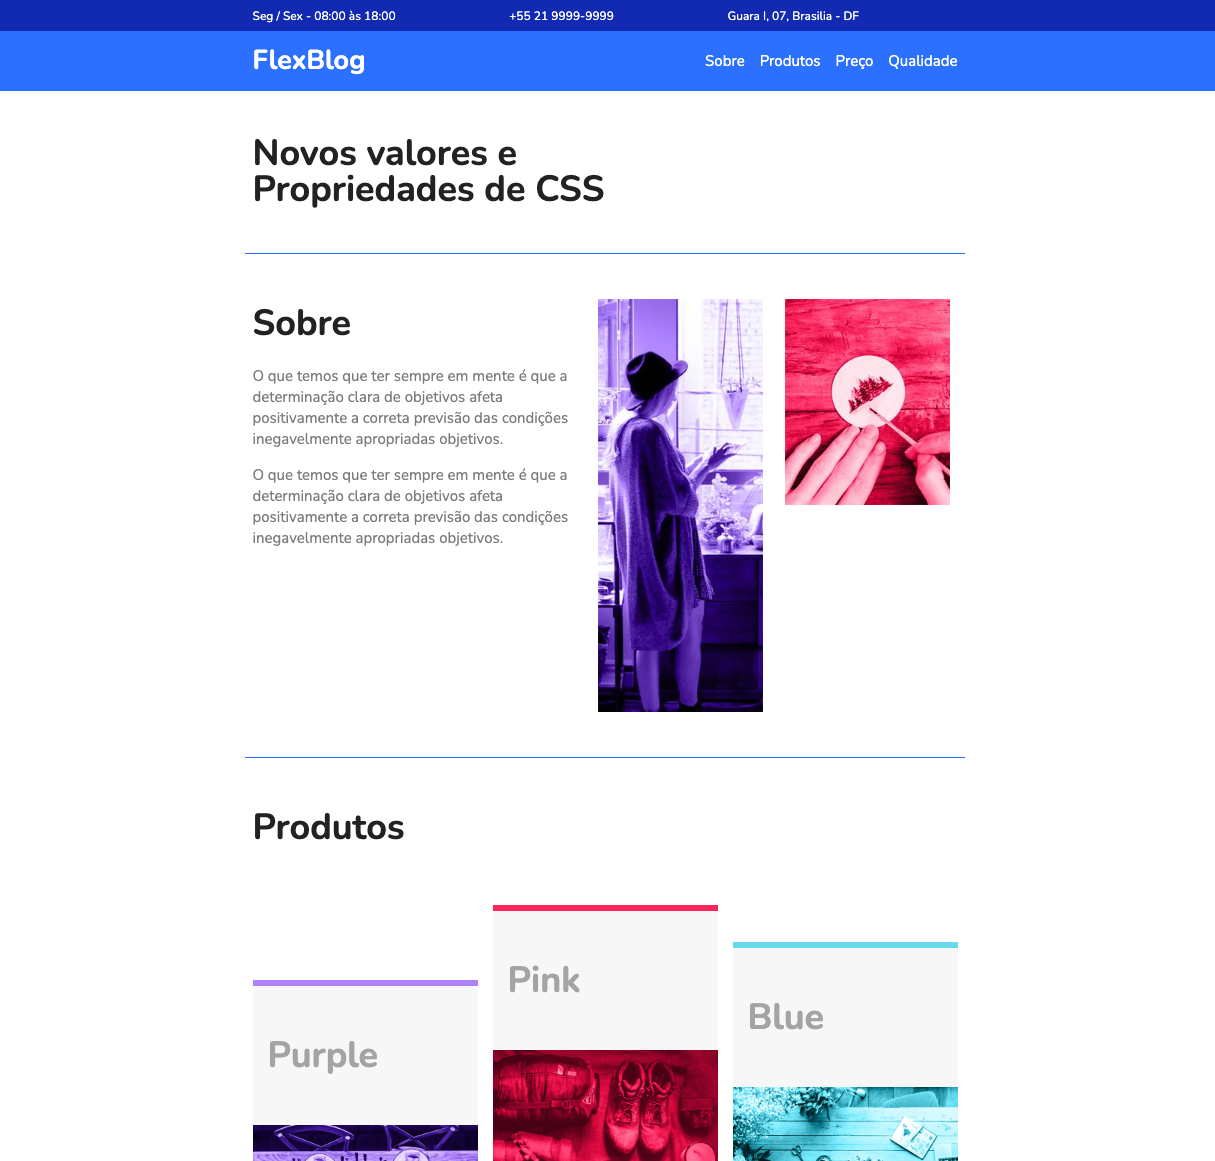 Seg / Sex - 08:00 às 18:00
+55 21 9999-9999
Guara I, 07, Brasilia - DF
FlexBlog
Sobre
Produtos
Preço
Qualidade
Novos valores e
Propriedades de CSS
Sobre
O que temos que ter sempre em mente é que a
determinação clara de objetivos afeta
positivamente a correta previsão das condições
inegavelmente apropriadas objetivos.
O que temos que ter sempre em mente é que a
determinação clara de objetivos afeta
positivamente a correta previsão das condições
inegavelmente apropriadas objetivos.
Produtos
Purple
Pink
Blue